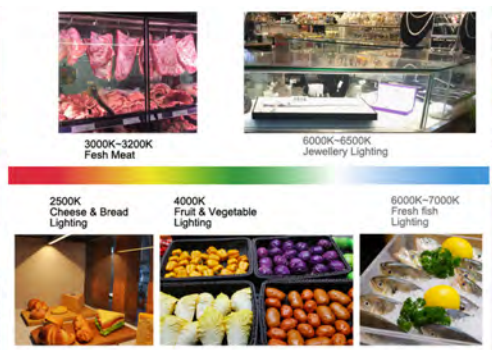 3000K~3200K
Fesh Meat
6000K~6500K
Jewellery Lighting
2500K
Cheese & Bread
Lighting
4000K
Fruit & Vegetable
Lighting
6000K~7000K
Fresh fish
Lighting